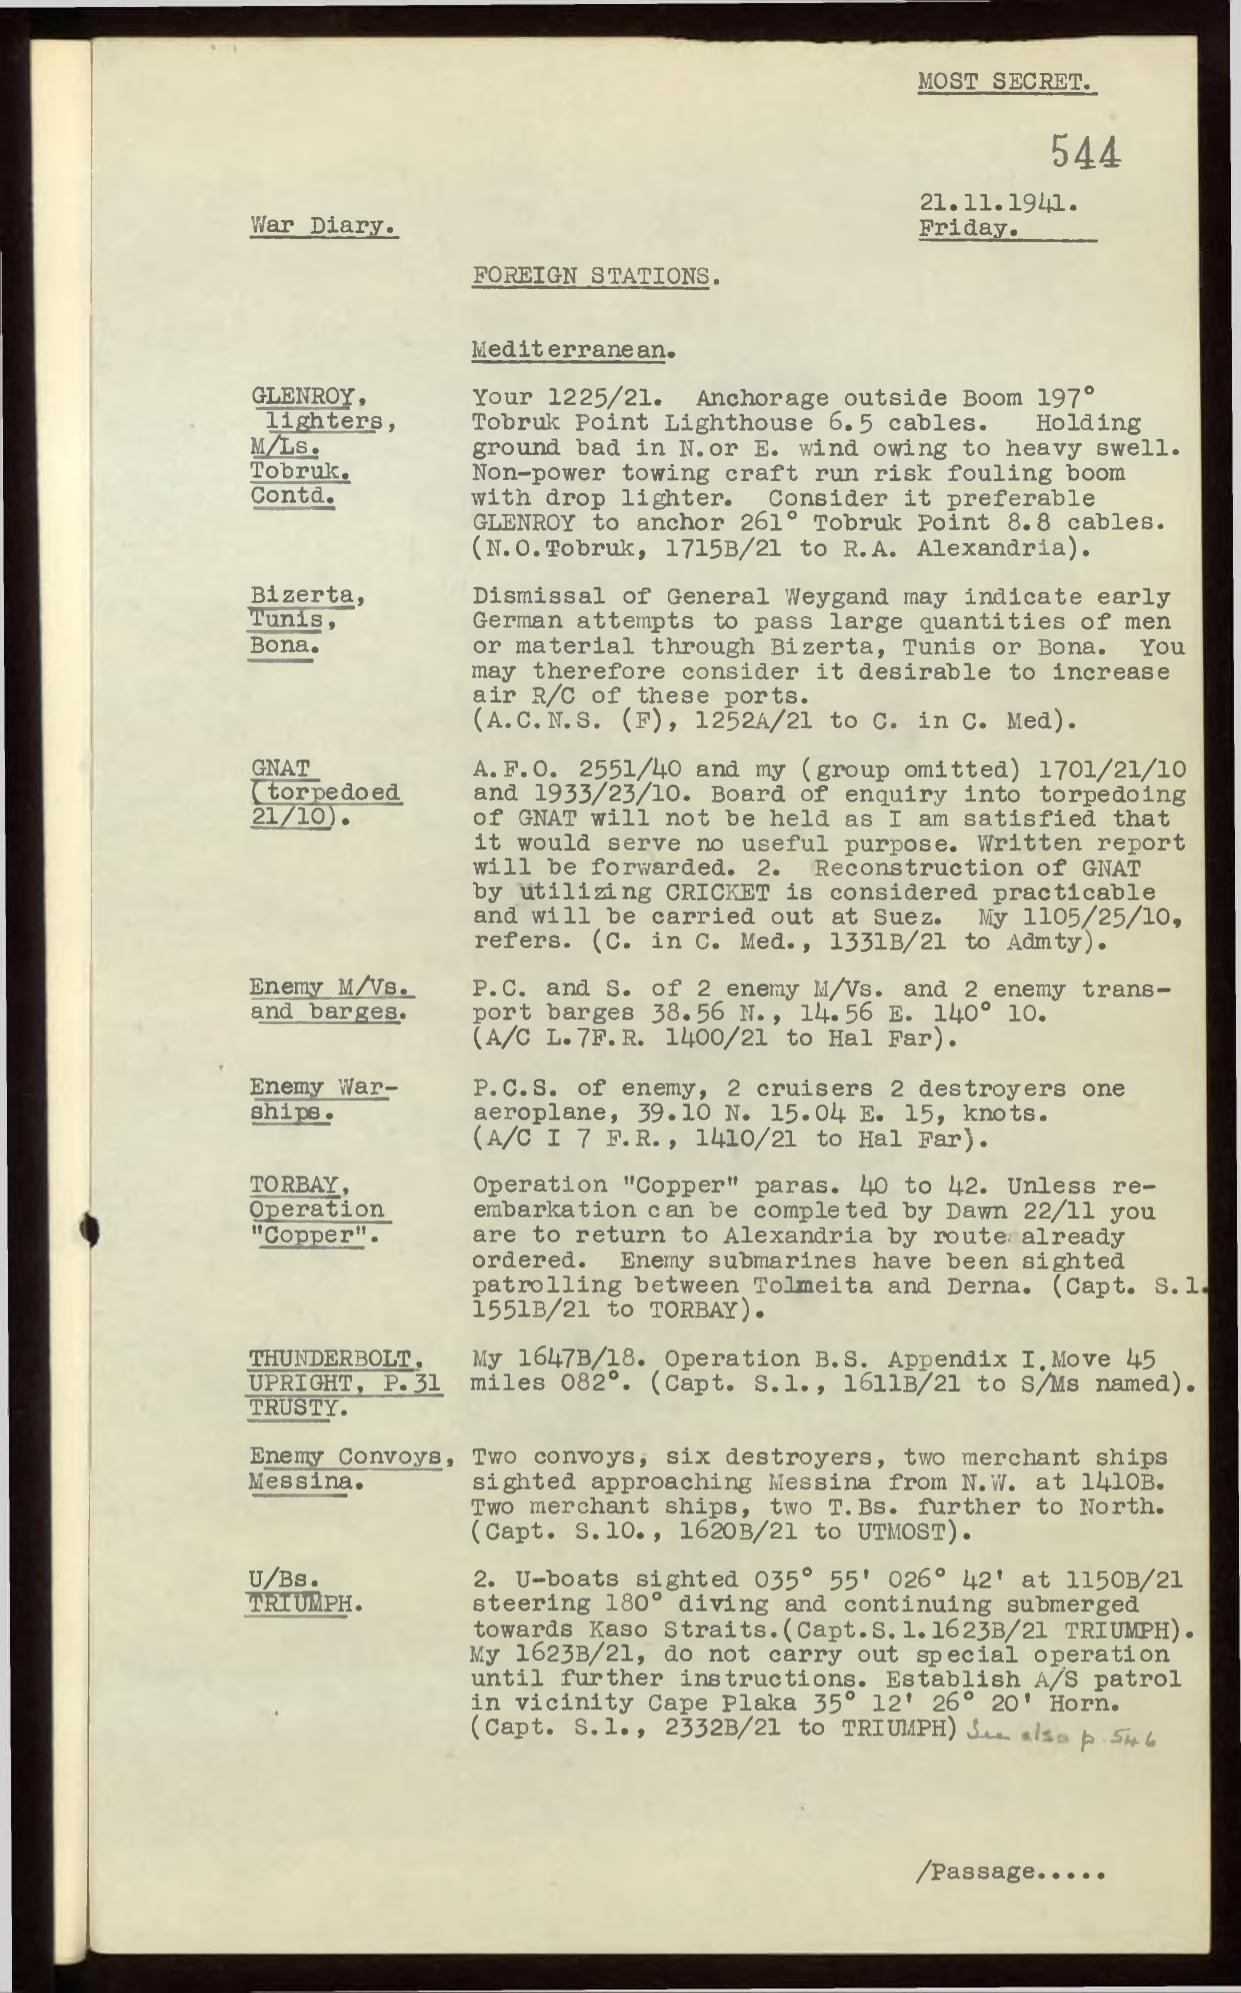 MOST SECRET.
544
21.11.1941.
War Diary.
Friday.
FOREIGN STATIONS.
Mediterranean.
GLENROY,
lighters,
M/Ls.
Tobruk.
Contd.
Your 1225/21. Anchorage outside Boom 197°
Tobruk Point Lighthouse 6.5 cables. Holding
ground bad in N.or E. wind owing to heavy swell.
Non-power towing craft run risk fouling boom
with drop lighter. Consider it preferable
GLENROY to anchor 261° Tobruk Point 8.8 cables.
(N.O.Tobruk, 1715B/21 to R.A. Alexandria).
Bizerta,
Tunis,
Bona.
Dismissal of General Weygand may indicate early
German attempts to pass large quantities of men
or material through Bizerta, Tunis or Bona. You
may therefore consider it desirable to increase
air R/C of these ports.
(A.C.N.S. (F), 1252A/21 to C. in C. Med).
GNAT
(torpedoed
21/10).
A.F.O. 2551/40 and my (group omitted) 1701/21/10
and 1933/23/10. Board of enquiry into torpedoing
of GNAT will not be held as I am satisfied that
it would serve no useful purpose. Written report
will be forwarded. 2. Reconstruction of GNAT
by utilizing CRICKET is considered practicable
and will be carried out at Suez. My 1105/25/10,
refers. (C. in C. Med., 1331B/21 to Admty).
Enemy M/Vs.
and barges.
P.C. and S. of 2 enemy M/Vs. and 2 enemy trans-
port barges 38.56 N., 14.56 E. 140° 10.
(A/C L.7F.R. 1400/21 to Hal Far).
Enemy War-
ships.
P.C.S. of enemy, 2 cruisers 2 destroyers one
aeroplane, 39.10 N. 15.04 E. 15, knots.
(A/C I 7 F.R., 1410/21 to Hal Far).
TORBAY,
Operation
"Copper".
Operation "Copper" paras. 40 to 42. Unless re-
embarkation can be completed by Dawn 22/11 you
are to return to Alexandria by route already
ordered. Enemy submarines have been sighted
patrolling between Tolmeita and Derna. (Capt. S.1.
1551B/21 to TORBAY).
THUNDERBOLT,
UPRIGHT, P.31
TRUSTY.
My 1647B/18. Operation B.S. Appendix I.Move 45
miles 082°. (Capt. S.1., 1611B/21 to S/Ms named).
Enemy Convoys,
Messina.
Two convoys, six destroyers, two merchant ships
sighted approaching Messina from N.W. at 1410B.
Two merchant ships, two T.Bs. further to North.
(Capt. S.10., 1620B/21 to UTMOST).
U/Bs.
TRIUMPH.
2. U-boats sighted 035° 55' 026° 42' at 1150B/21
steering 180° diving and continuing submerged
towards Kaso Straits.(Capt.S.1.1623B/21 TRIUMPH).
My 1623B/21, do not carry out special operation
until further instructions. Establish A/S patrol
in vicinity Cape Plaka 35° 12' 26° 20' Horn.
(Capt. S.1., 2332B/21 to TRIUMPH) See also p 546
/Passage.....